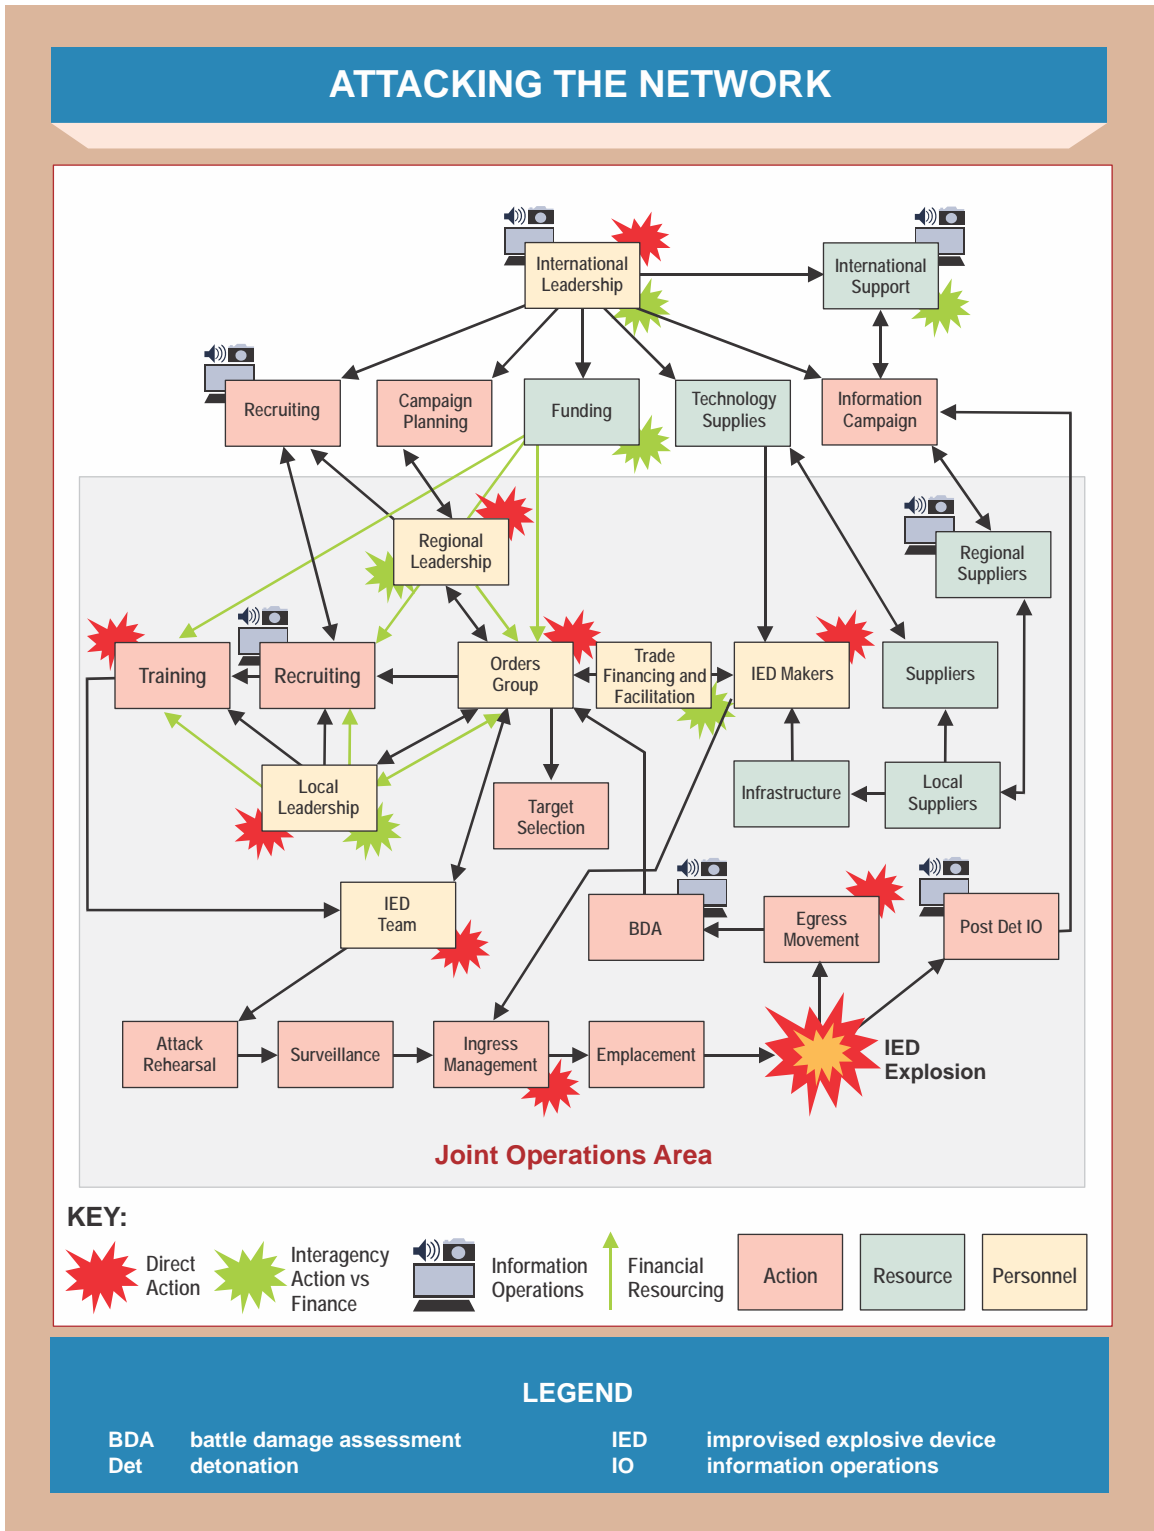 ATTACKING THE NETWORK
International
Leadership
International
Support
Recruiting
Campaign
Planning
Funding
Technology
Supplies
Information
Campaign
Regional
Leadership
Regional
Suppliers
Training
Recruiting
Orders
Group
Trade
Financing and
Facilitation
IED Makers
Suppliers
Local
Leadership
Target
Selection
Infrastructure
Local
Suppliers
IED
Team
BDA
Egress
Movement
Post Det IO
Attack
Rehearsal
Surveillance
Ingress
Management
Emplacement
IED
Explosion
Joint Operations Area
KEY:
Direct
Action
Interagency
Action vs
Finance
Information
Operations
Financial
Resourcing
Action
Resource
Personnel
LEGEND
BDA battle damage assessment
Det detonation
IED improvised explosive device
IO information operations